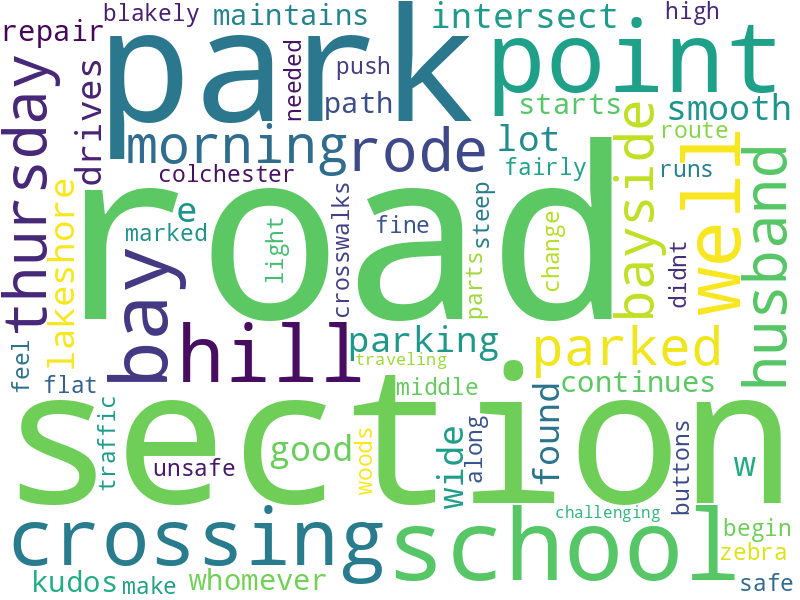 blakely
maintains
intersect
high
repair
park
point
needed
push
path
starts
smooth
thursday
drives
morning
rode
lot
bayside
route
well
husband
colchester
fairly
runs
lakeshore
e
road
marked
light
crosswalks
fine
steep
parts
change
didnt
bay
hill
parking
parked
feel
flat
traveling
middle
continues
section
traffic
unsafe
good
woods
wide
along
found
buttons
w
crossing
school
challenging
begin
zebra
kudos
make
whomever
safe